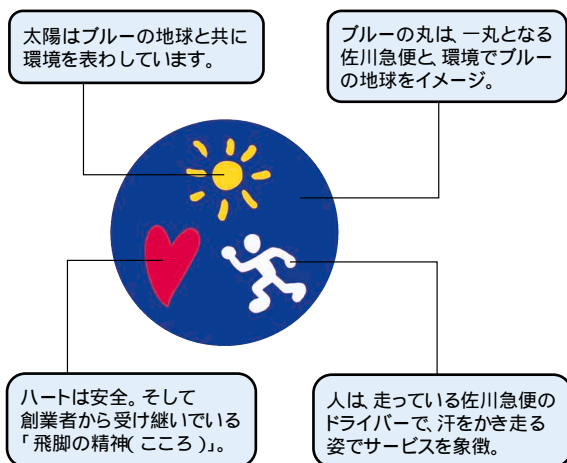 太陽はブルーの地球と共に
環境を表わしています。
ブルーの丸は、一丸となる
佐川急便と、環境でブルー
の地球をイメージ。
ハートは安全。そして
創業者から受け継いでいる
「飛脚の精神(こころ)」。
人は、走っている佐川急便の
ドライバーで、汗をかき走る
姿でサービスを象徴。